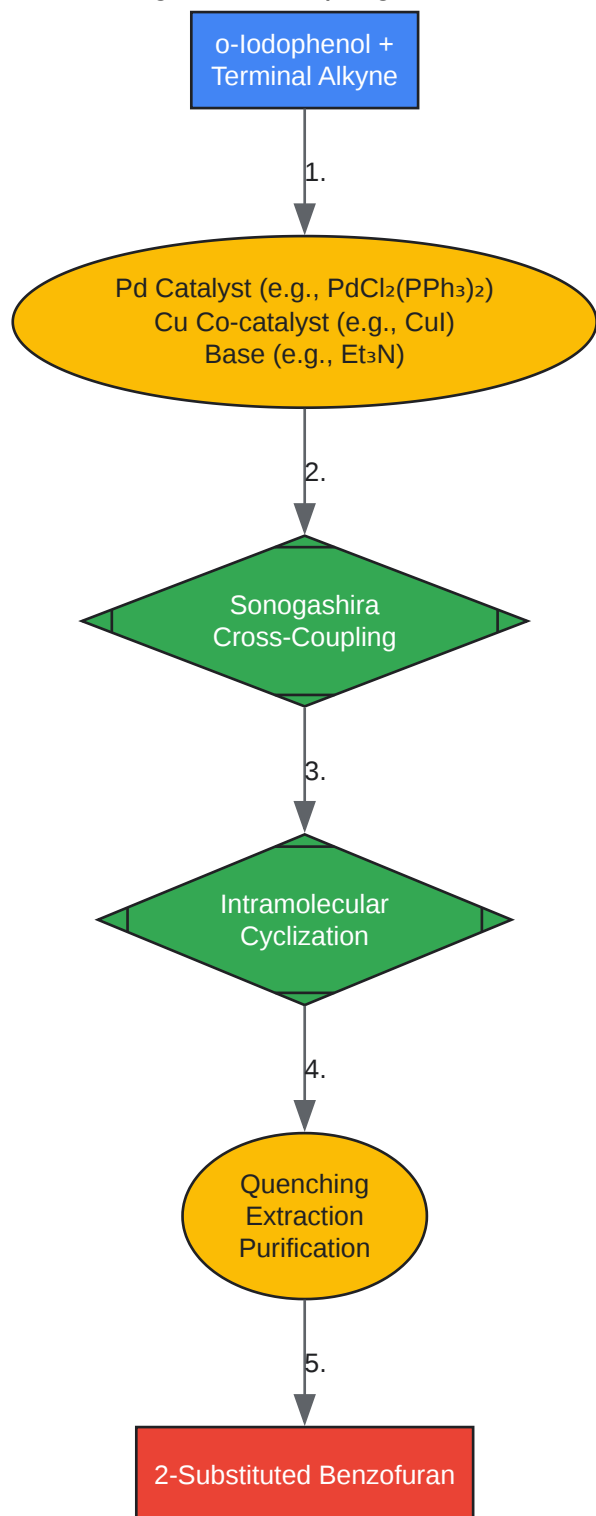 o-Iodophenol +
Terminal Alkyne
1.
Pd Catalyst (e.g., PdCl₂(PPh₃)₂)
Cu Co-catalyst (e.g., CuI)
Base (e.g., Et₃N)
2.
Sonogashira
Cross-Coupling
3.
Intramolecular
Cyclization
4.
Quenching
Extraction
Purification
5.
2-Substituted Benzofuran